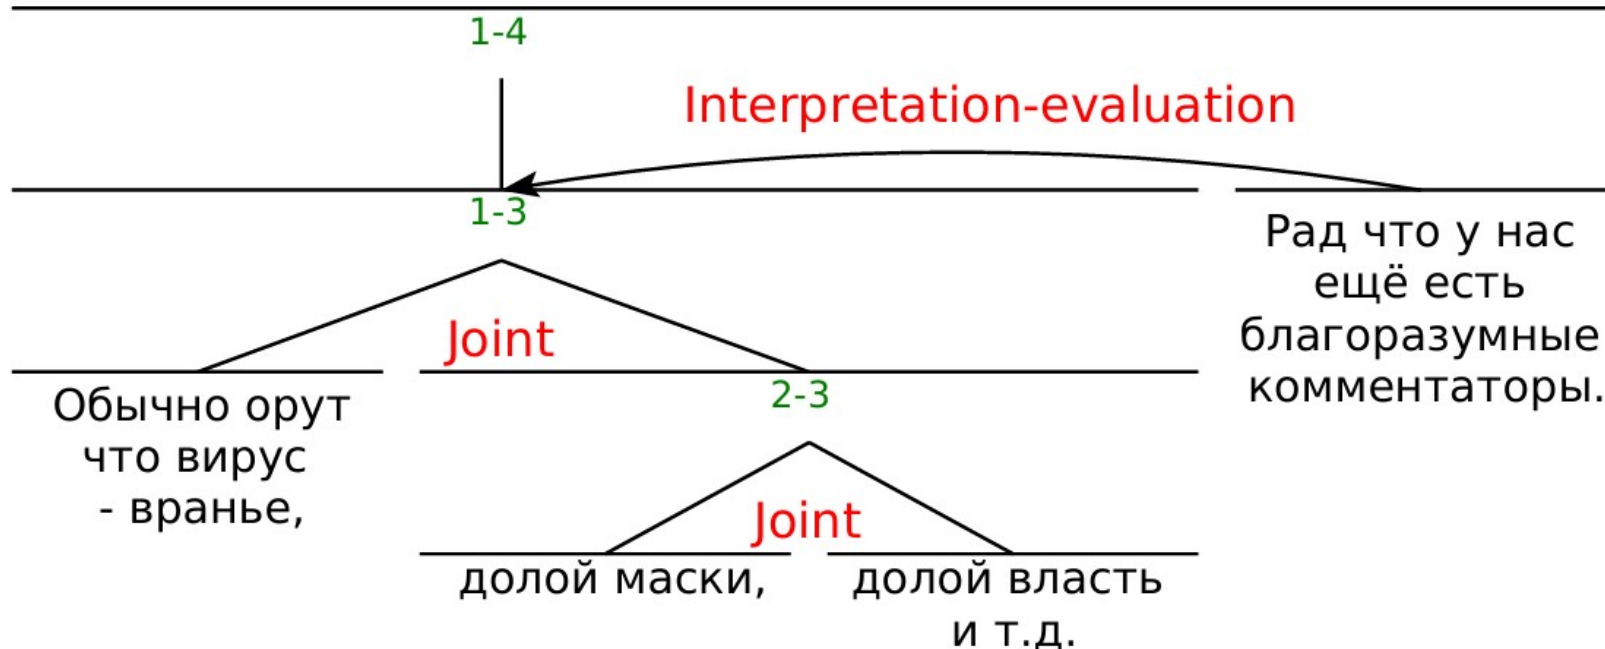 1-4
Interpretation-evaluation
1-3
Рад что у нас
ещё есть
благоразумные
комментаторы.
Joint
Обычно орут
что вирус
- вранье,
2-3
Joint
долой маски,
долой власть
и т.д.